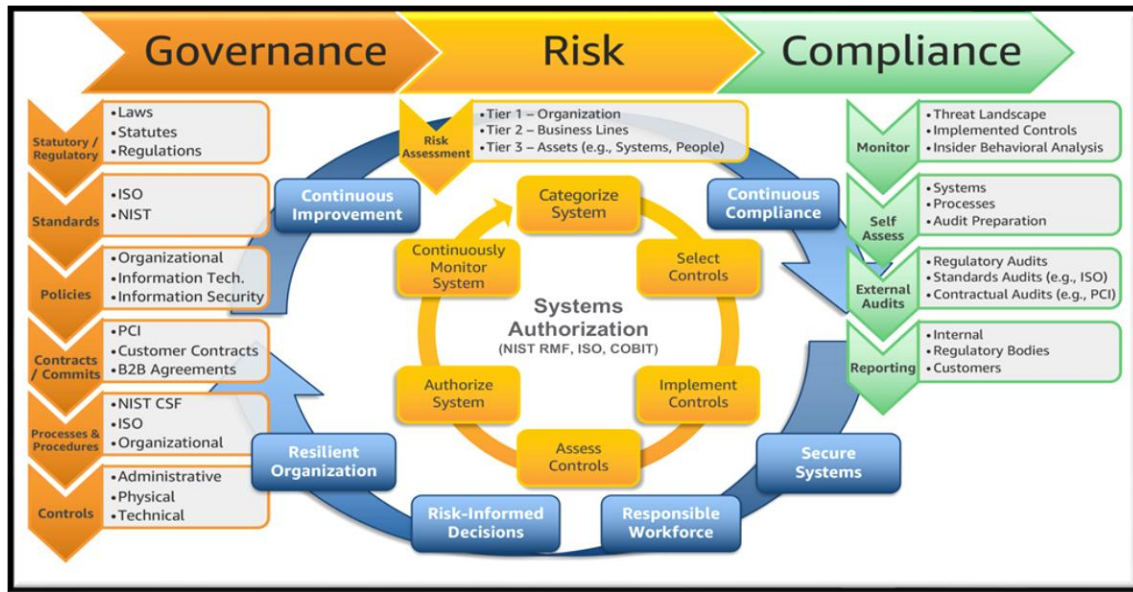 Governance
Risk
Compliance
Statutory /
Regulatory
•Laws
•Statutes
•Regulations
Standards
•ISO
•NIST
Policies
•Organizational
•Information Tech.
•Information Security
Contracts
/ Commits
•PCI
•Customer Contracts
•B2B Agreements
Processes &
Procedures
•NIST CSF
•ISO
•Organizational
Controls
•Administrative
•Physical
•Technical
Risk
Assessment
•Tier 1 – Organization
•Tier 2 – Business Lines
•Tier 3 – Assets (e.g., Systems, People)
Continuous
Improvement
Continuous
Compliance
Categorize
System
Select
Controls
Implement
Controls
Assess
Controls
Authorize
System
Continuously
Monitor
System
Systems
Authorization
(NIST RMF, ISO, COBIT)
Secure
Systems
Responsible
Workforce
Risk-Informed
Decisions
Resilient
Organization
Monitor
•Threat Landscape
•Implemented Controls
•Insider Behavioral Analysis
Self
Assess
•Systems
•Processes
•Audit Preparation
External
Audits
•Regulatory Audits
•Standards Audits (e.g., ISO)
•Contractual Audits (e.g., PCI)
Reporting
•Internal
•Regulatory Bodies
•Customers